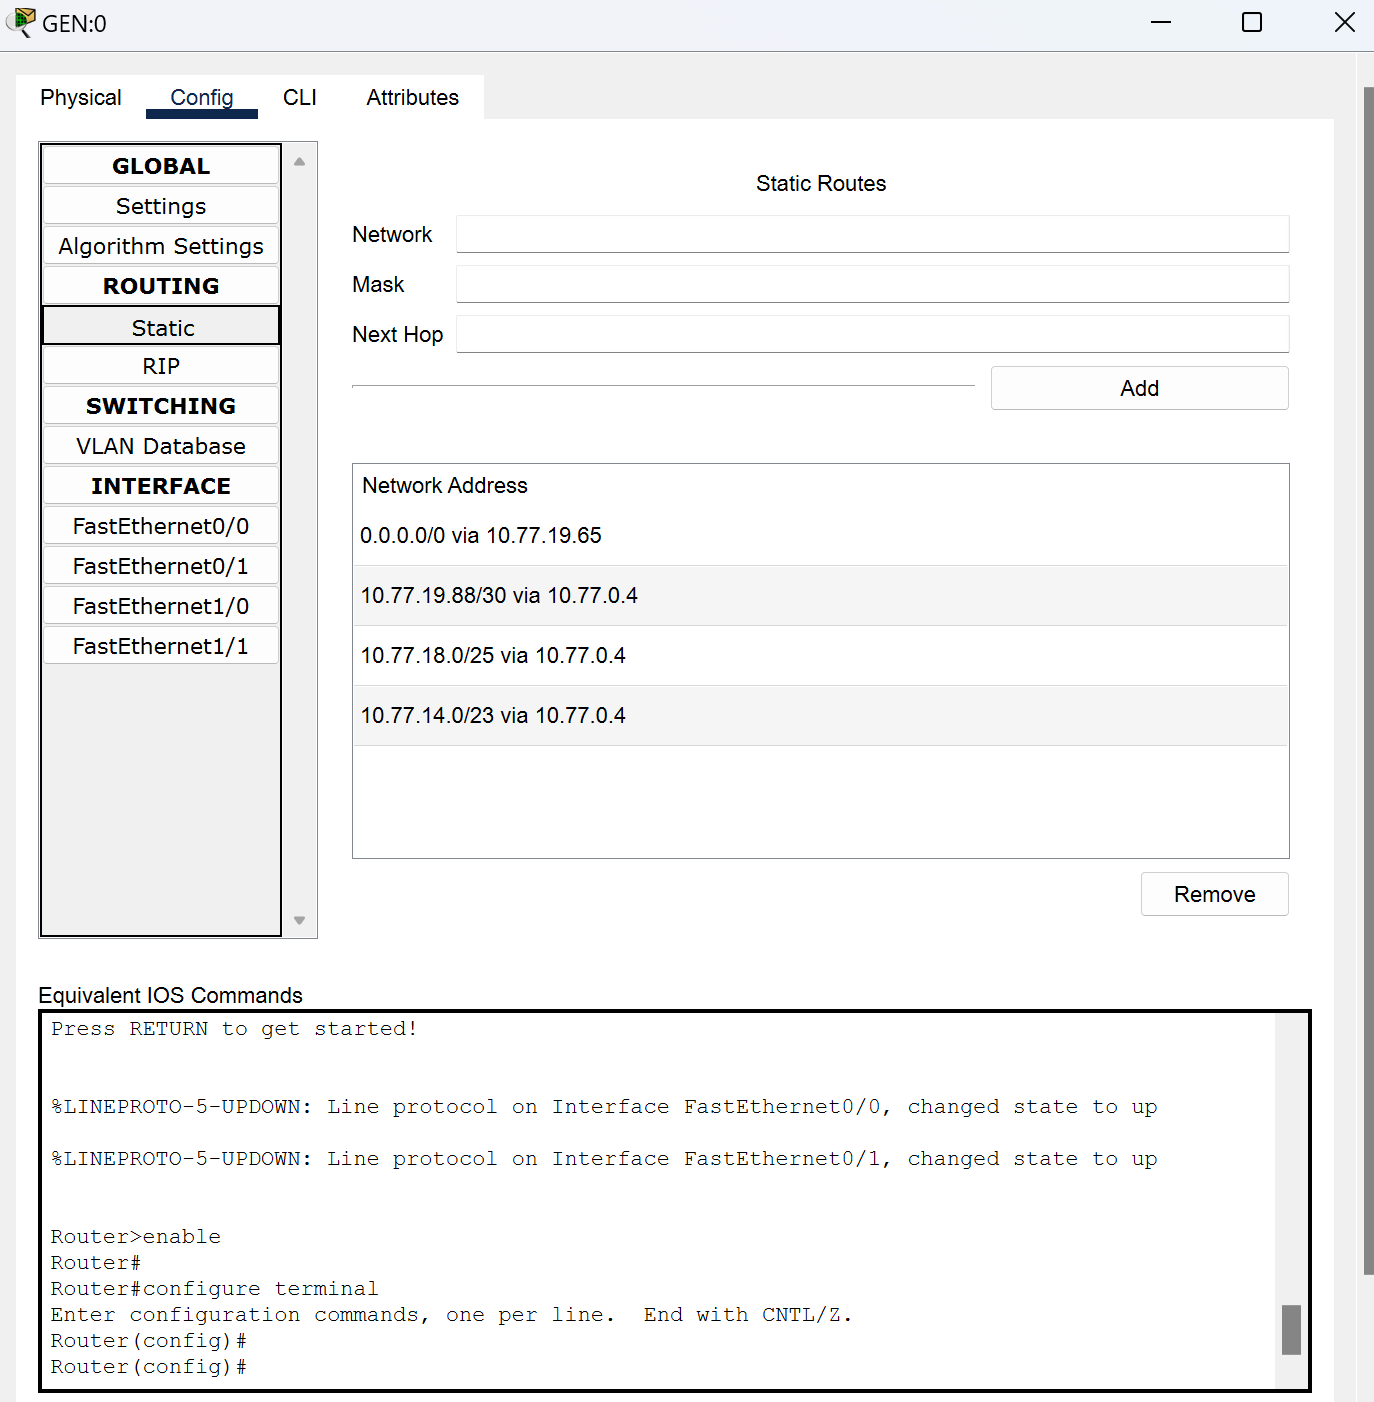 GEN:0
Physical Config CLI Attributes
GLOBAL
Settings
Algorithm Settings
ROUTING
Static
RIP
SWITCHING
VLAN Database
INTERFACE
FastEthernet0/0
FastEthernet0/1
FastEthernet1/0
FastEthernet1/1
Static Routes
Network
Mask
Next Hop
Add
Network Address
0.0.0.0/0 via 10.77.19.65
10.77.19.88/30 via 10.77.0.4
10.77.18.0/25 via 10.77.0.4
10.77.14.0/23 via 10.77.0.4
Remove
Equivalent IOS Commands
Press RETURN to get started!
%LINEPROTO-5-UPDOWN: Line protocol on Interface FastEthernet0/0, changed state to up
%LINEPROTO-5-UPDOWN: Line protocol on Interface FastEthernet0/1, changed state to up
Router>enable
Router#
Router#configure terminal
Enter configuration commands, one per line.  End with CNTL/Z.
Router(config)#
Router(config)#